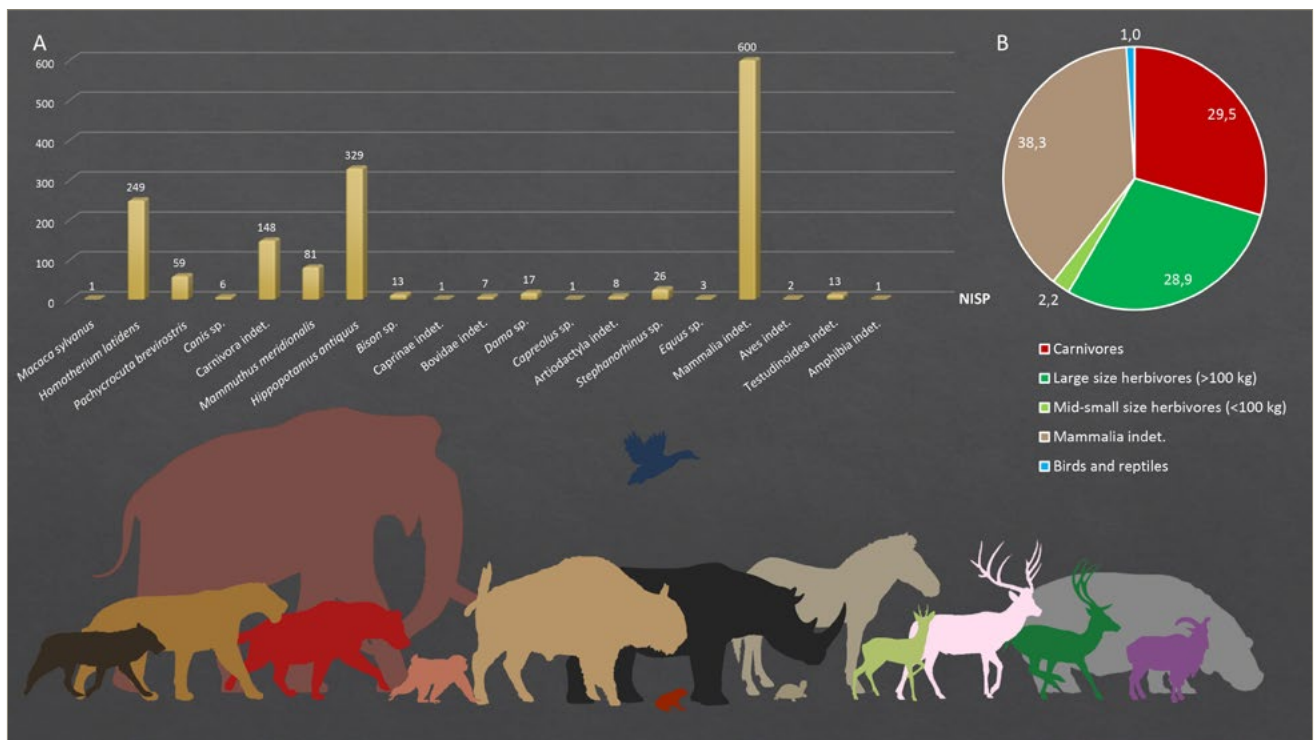 A
600
500
400
300
200
100
0
1
249
59
6
148
81
329
13
1
7
17
1
8
26
3
600
2
13
1
NISP
Macaca sylvanus
Homotherium latidens
Pachycrocuta brevirostris
Canis sp.
Carnivora indet.
Mammuthus meridionalis
Hippopotamus antiquus
Bison sp.
Caprinae indet.
Bovidae indet.
Dama sp.
Capreolus sp.
Artiodactyla indet.
Stephanorhinus sp.
Equus sp.
Mammalia indet.
Aves indet.
Testudinoidea indet.
Amphibia indet.
B
1,0
29,5
38,3
28,9
2,2
Carnivores
Large size herbivores (>100 kg)
Mid-small size herbivores (<100 kg)
Mammalia indet.
Birds and reptiles